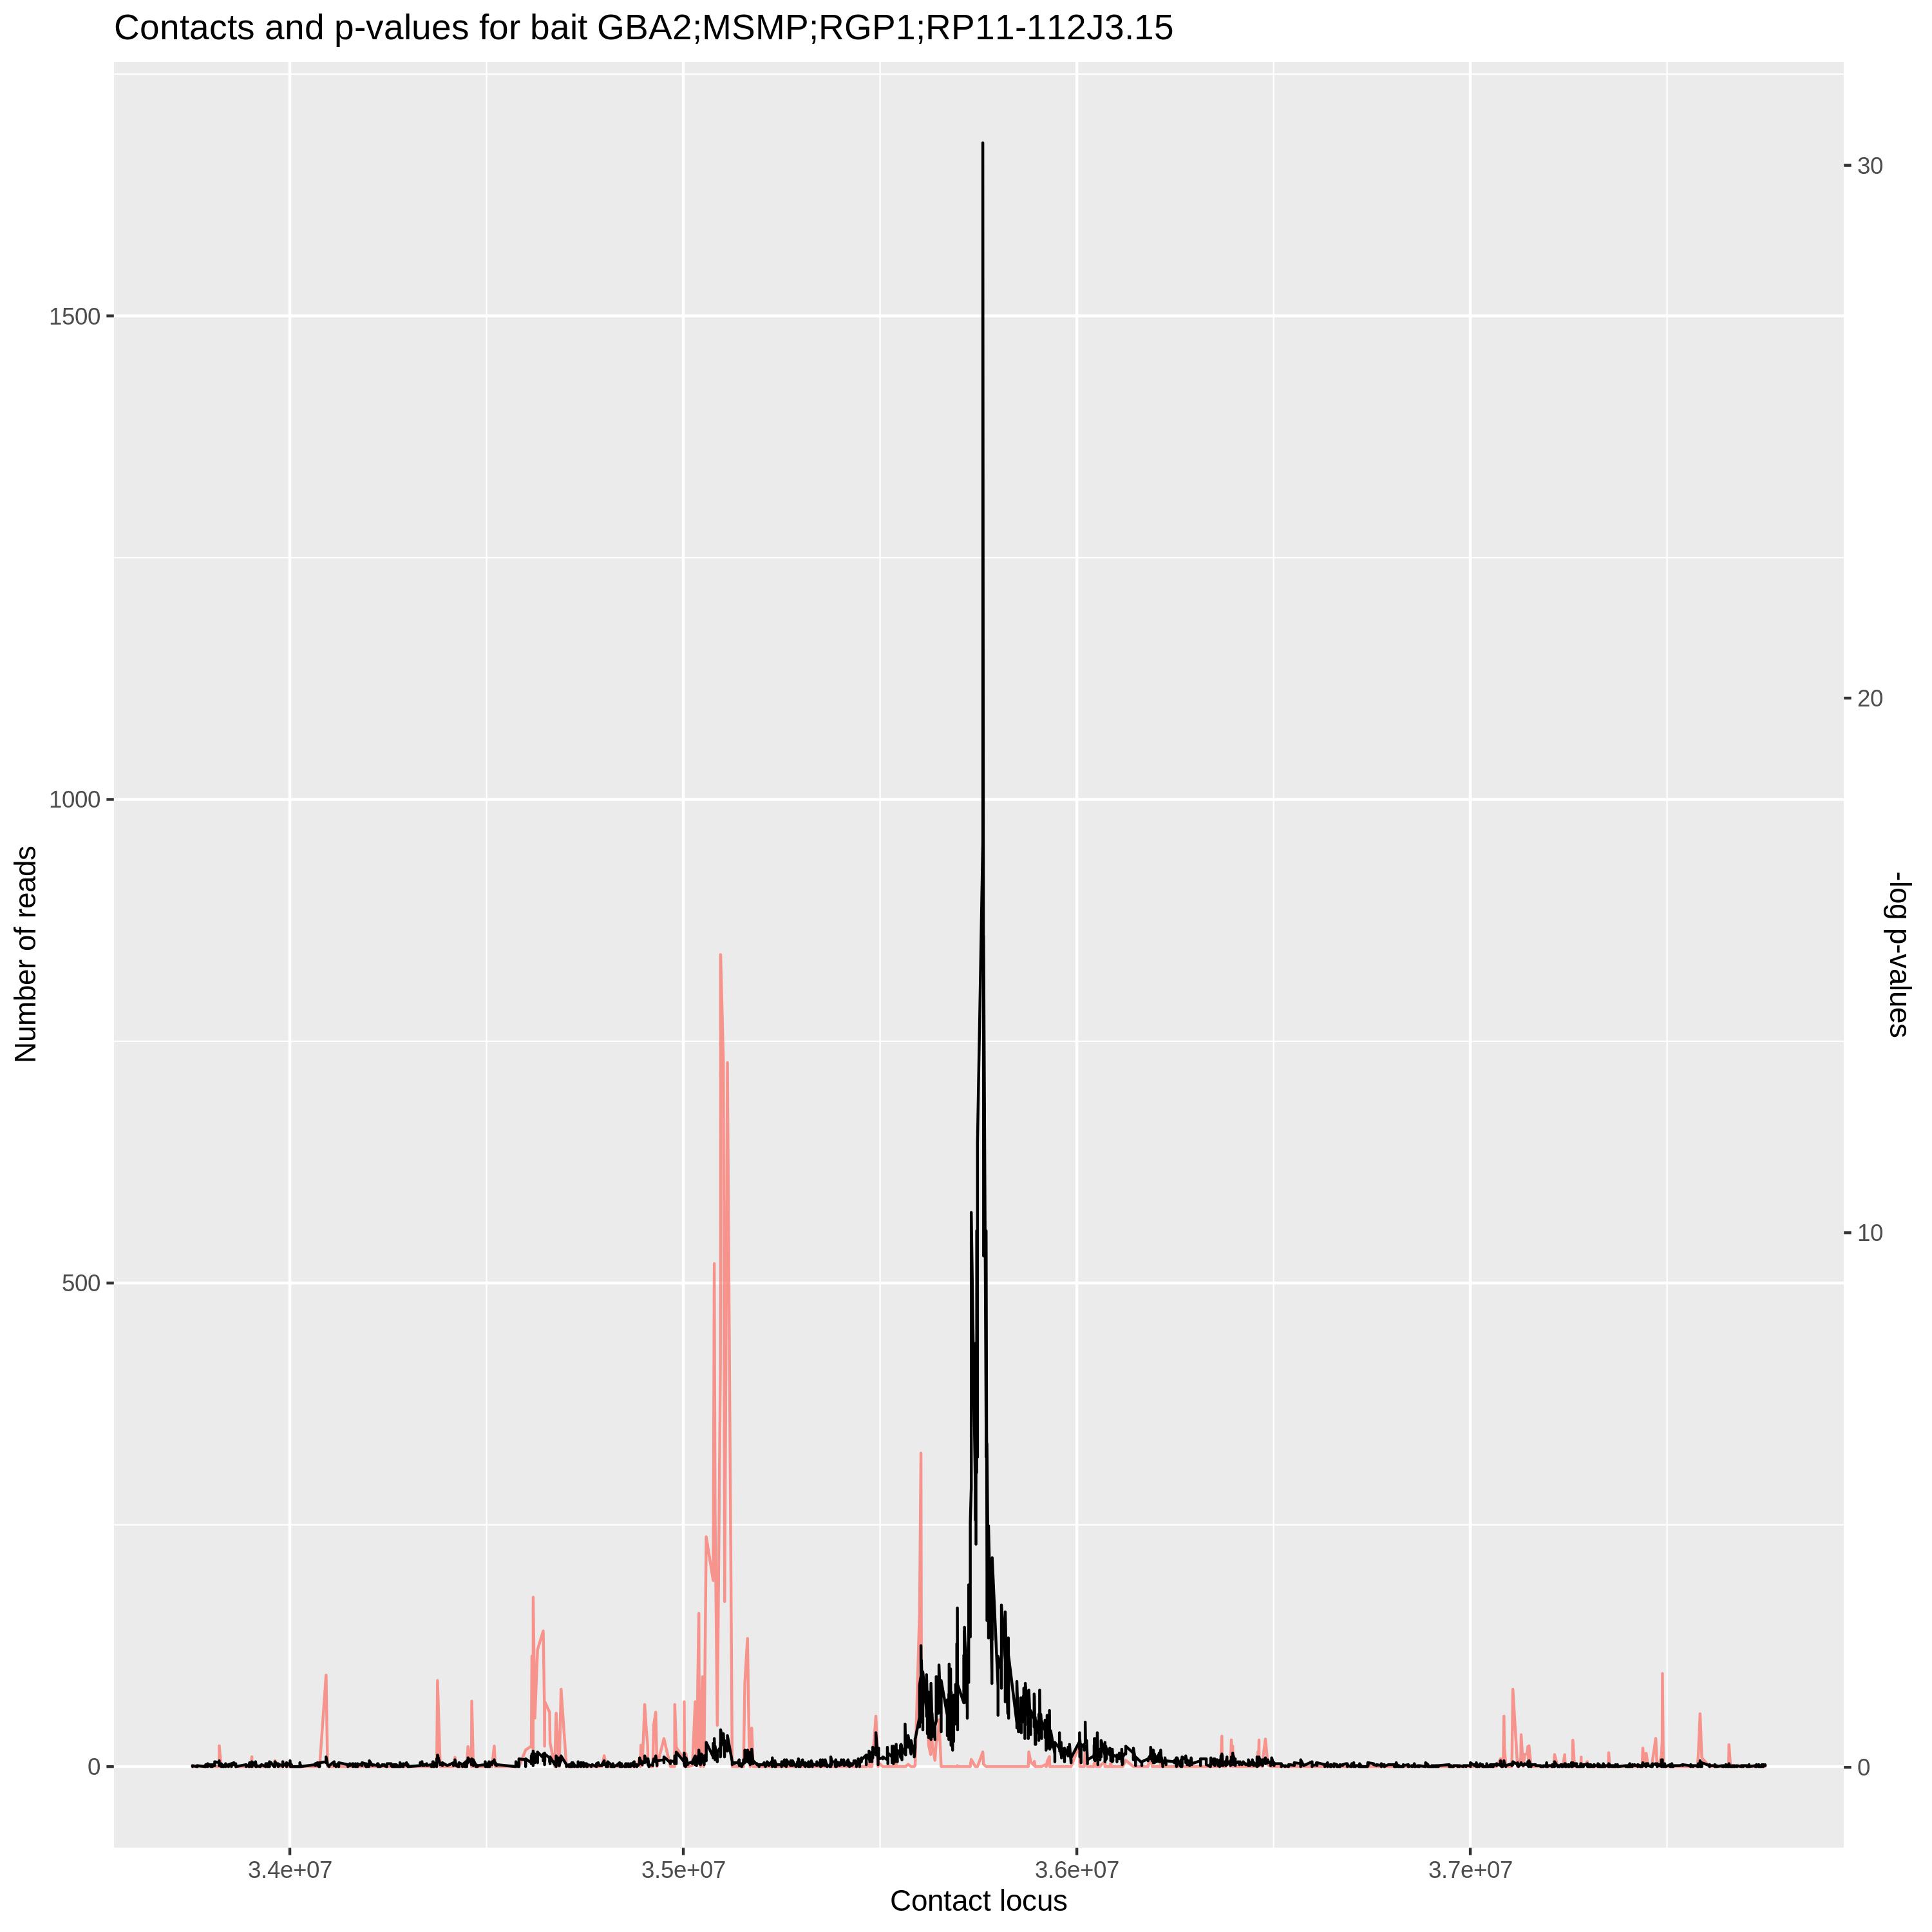 Contacts and p-values for bait GBA2;MSMP;RGP1;RP11-112J3.15
Number of reads
1500
1000
500
0
30
20
10
0
-log p-values
3.4e+07 3.5e+07 3.6e+07 3.7e+07
Contact locus